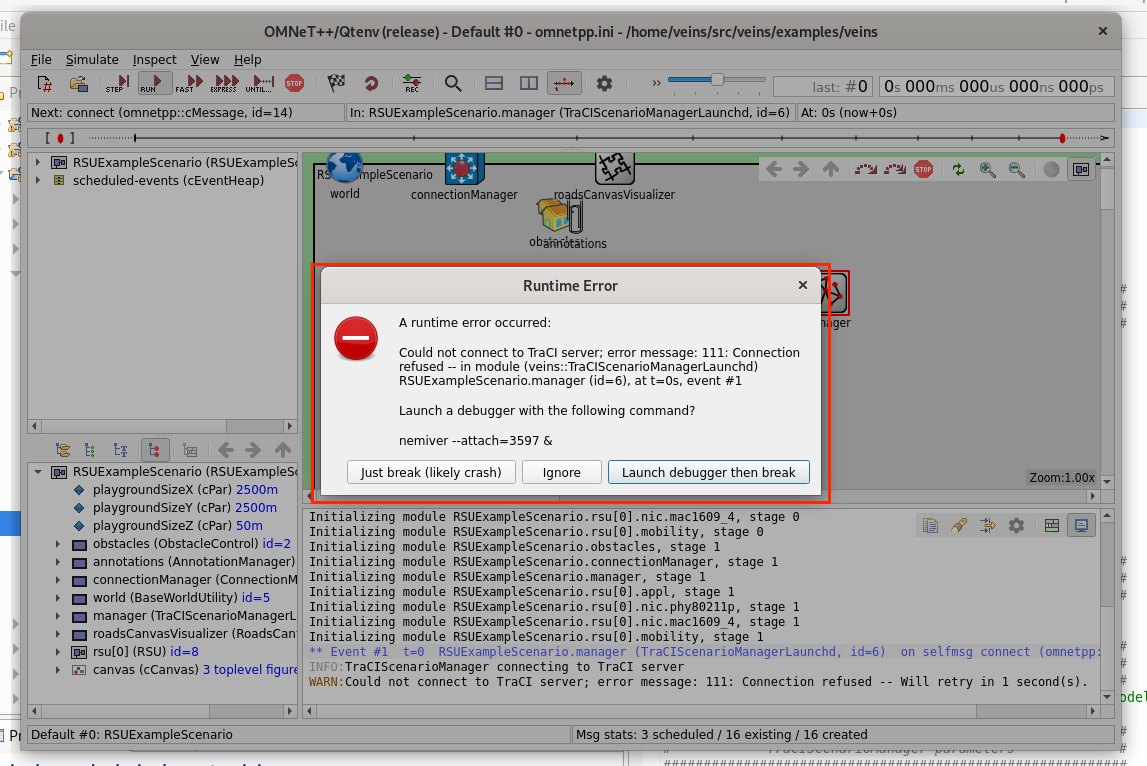 OMNeT++/Qtenv (release) - Default #0 - omnetpp.ini - /home/veins/src/veins/examples/veins
File Simulate Inspect View Help
STEP RUN FAST EXPRESS UNTIL... STOP REC last: #0 0s 000ms 000us 000ns 000ps
Next: connect (omnetpp::cMessage, id=14) In: RSUExampleScenario.manager (TraCIScenarioManagerLaunchd, id=6) At: 0s (now+0s)
RSUExampleScenario (RSUExampleSc
scheduled-events (cEventHeap)
RSUExampleScenario
world
connectionManager
roadsCanvasVisualizer
annotations
STOP
Zoom:1.00x
Runtime Error
A runtime error occurred:
Could not connect to TraCI server; error message: 111: Connection
refused -- in module (veins::TraCIScenarioManagerLaunchd)
RSUExampleScenario.manager (id=6), at t=0s, event #1
Launch a debugger with the following command?
nemiver --attach=3597 &
Just break (likely crash) Ignore Launch debugger then break
RSUExampleScenario (RSUExampleSc
playgroundSizeX (cPar) 2500m
playgroundSizeY (cPar) 2500m
playgroundSizeZ (cPar) 50m
obstacles (ObstacleControl) id=2
annotations (AnnotationManager)
connectionManager (ConnectionM
world (BaseWorldUtility) id=5
manager (TraCIScenarioManagerL
roadsCanvasVisualizer (RoadsCan
rsu[0] (RSU) id=8
canvas (cCanvas) 3 toplevel figure
Initializing module RSUExampleScenario.rsu[0].nic.mac1609_4, stage 0
Initializing module RSUExampleScenario.rsu[0].mobility, stage 0
Initializing module RSUExampleScenario.obstacles, stage 1
Initializing module RSUExampleScenario.connectionManager, stage 1
Initializing module RSUExampleScenario.manager, stage 1
Initializing module RSUExampleScenario.rsu[0].appl, stage 1
Initializing module RSUExampleScenario.rsu[0].nic.phy80211p, stage 1
Initializing module RSUExampleScenario.rsu[0].nic.mac1609_4, stage 1
Initializing module RSUExampleScenario.rsu[0].mobility, stage 1
** Event #1 t=0 RSUExampleScenario.manager (TraCIScenarioManagerLaunchd, id=6) on selfmsg connect (omnetpp:
INFO:TraCIScenarioManager connecting to TraCI server
WARN:Could not connect to TraCI server; error message: 111: Connection refused -- Will retry in 1 second(s).
Default #0: RSUExampleScenario Msg stats: 3 scheduled / 16 existing / 16 created